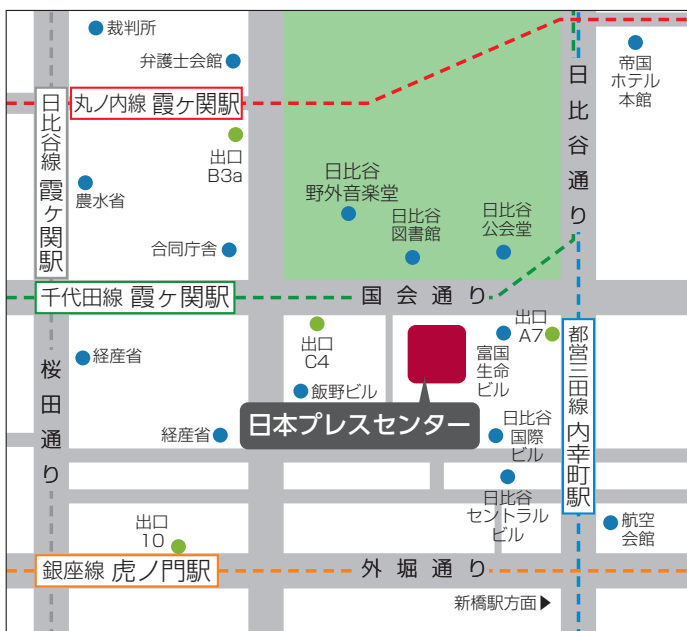 裁判所
弁護士会館
帝国
ホテル
本館
日比谷通り
丸ノ内線 霞ヶ関駅
日比谷線 霞ヶ関駅
出口
B3a
農水省
日比谷
野外音楽堂
日比谷
図書館
日比谷
公会堂
合同庁舎
千代田線 霞ヶ関駅
国会通り
出口
C4
出口
A7
富国
生命
ビル
都営三田線 内幸町駅
経産省
桜田通り
飯野ビル
日本プレスセンター
経産省
日比谷
国際
ビル
日比谷
セントラル
ビル
出口
10
航空
会館
銀座線 虎ノ門駅
外堀通り
新橋駅方面▶